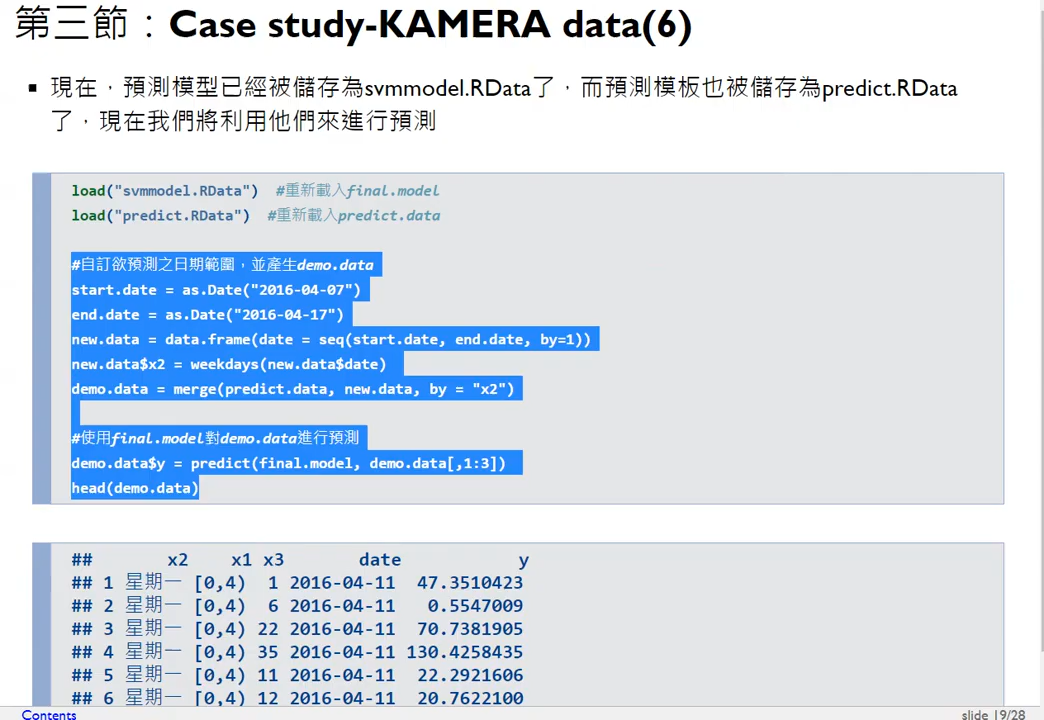 第三節：Case study-KAMERA data(6)
▪ 現在，預測模型已經被儲存為svmmodel.RData了，而預測模板也被儲存為predict.RData
了，現在我們將利用他們來進行預測
load("svmmodel.RData")  #重新載入final.model
load("predict.RData")  #重新載入predict.data
#自訂欲預測之日期範圍，並產生demo.data
start.date = as.Date("2016-04-07")
end.date = as.Date("2016-04-17")
new.data = data.frame(date = seq(start.date, end.date, by=1))
new.data$x2 = weekdays(new.data$date)
demo.data = merge(predict.data, new.data, by = "x2")
#使用final.model對demo.data進行預測
demo.data$y = predict(final.model, demo.data[,1:3])
head(demo.data)
##        x2    x1 x3       date           y
## 1 星期一 [0,4)  1 2016-04-11  47.3510423
## 2 星期一 [0,4)  6 2016-04-11   0.5547009
## 3 星期一 [0,4) 22 2016-04-11  70.7381905
## 4 星期一 [0,4) 35 2016-04-11 130.4258435
## 5 星期一 [0,4) 11 2016-04-11  22.2921606
## 6 星期一 [0,4) 12 2016-04-11  20.7622100
Contents
slide 19/28